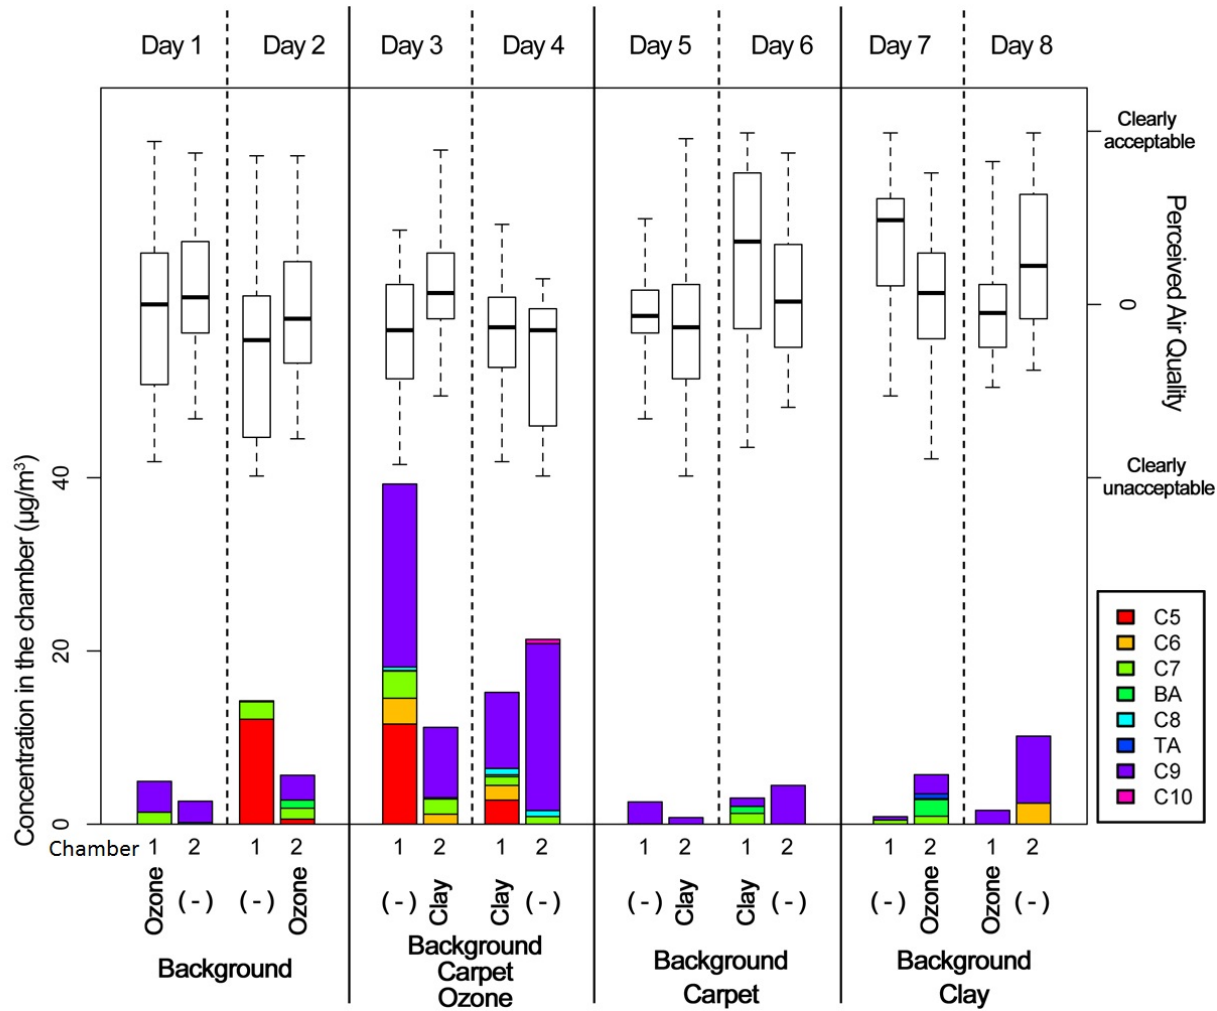 Day 1 Day 2 Day 3 Day 4 Day 5 Day 6 Day 7 Day 8
Clearly
acceptable
0
Clearly
unacceptable
Perceived Air Quality
Concentration in the chamber (µg/m³)
40
20
0
C5
C6
C7
BA
C8
TA
C9
C10
Chamber 1 2 1 2 1 2 1 2 1 2 1 2 1 2 1 2
Ozone (-) (-) Ozone (-) Clay Clay (-) (-) Clay Clay (-) (-) Ozone Ozone (-)
Background
Background
Carpet
Ozone
Background
Carpet
Background
Clay